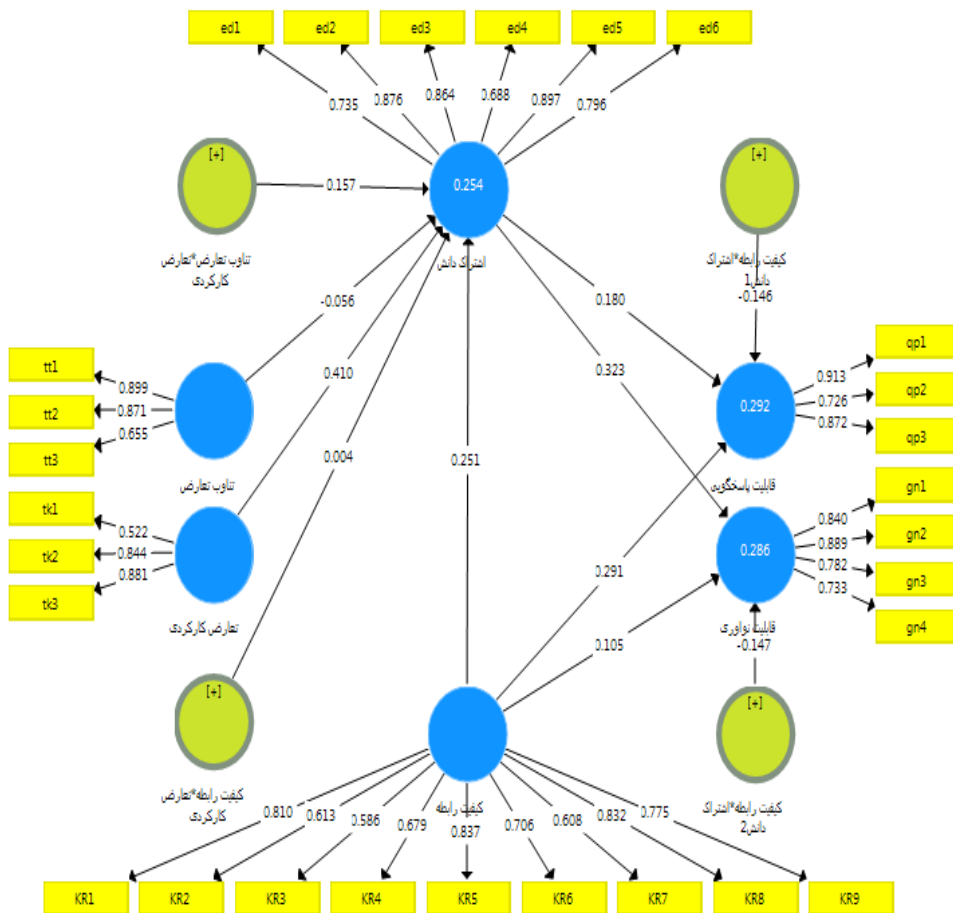 ed1 ed2 ed3 ed4 ed5 ed6
0.735 0.876 0.864 0.688 0.897 0.796
[+] [+]
0.254
0.157
تناوب تعارض*تعارض
کارکردی
اشتراک دانش
کیفیت رابطه*اشتراک
دانش1
-0.146
-0.056
0.180
tt1
tt2
tt3
0.899
0.871
0.655
0.410
0.323
0.292
0.913
0.726
0.872
qp1
qp2
qp3
تناوب تعارض
0.004
0.251
قابلیت پاسخگویی
tk1
tk2
tk3
0.522
0.844
0.881
0.286
0.840
0.889
0.782
0.733
gn1
gn2
gn3
gn4
0.291
تعارض کارکردی
قابلیت نوآوری
0.105
-0.147
[+] [+]
کیفیت رابطه*تعارض
کارکردی
کیفیت رابطه
کیفیت رابطه*اشتراک
دانش2
0.810 0.613 0.586 0.679 0.837 0.706 0.608 0.832 0.775
KR1 KR2 KR3 KR4 KR5 KR6 KR7 KR8 KR9